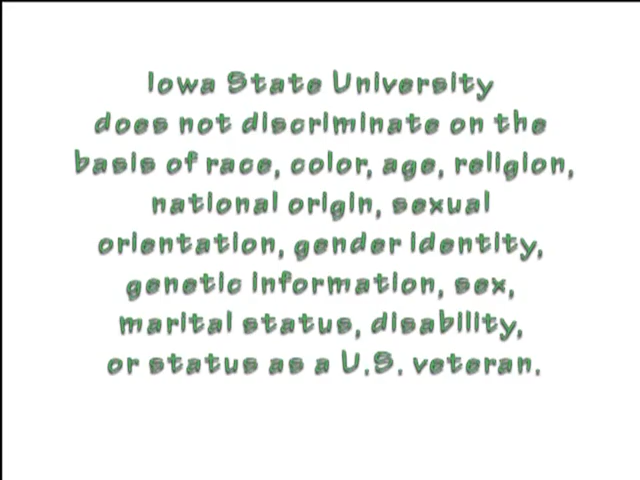 Iowa State University
does not discriminate on the
basis of race, color, age, religion,
national origin, sexual
orientation, gender identity,
genetic information, sex,
marital status, disability,
or status as a U.S. veteran.